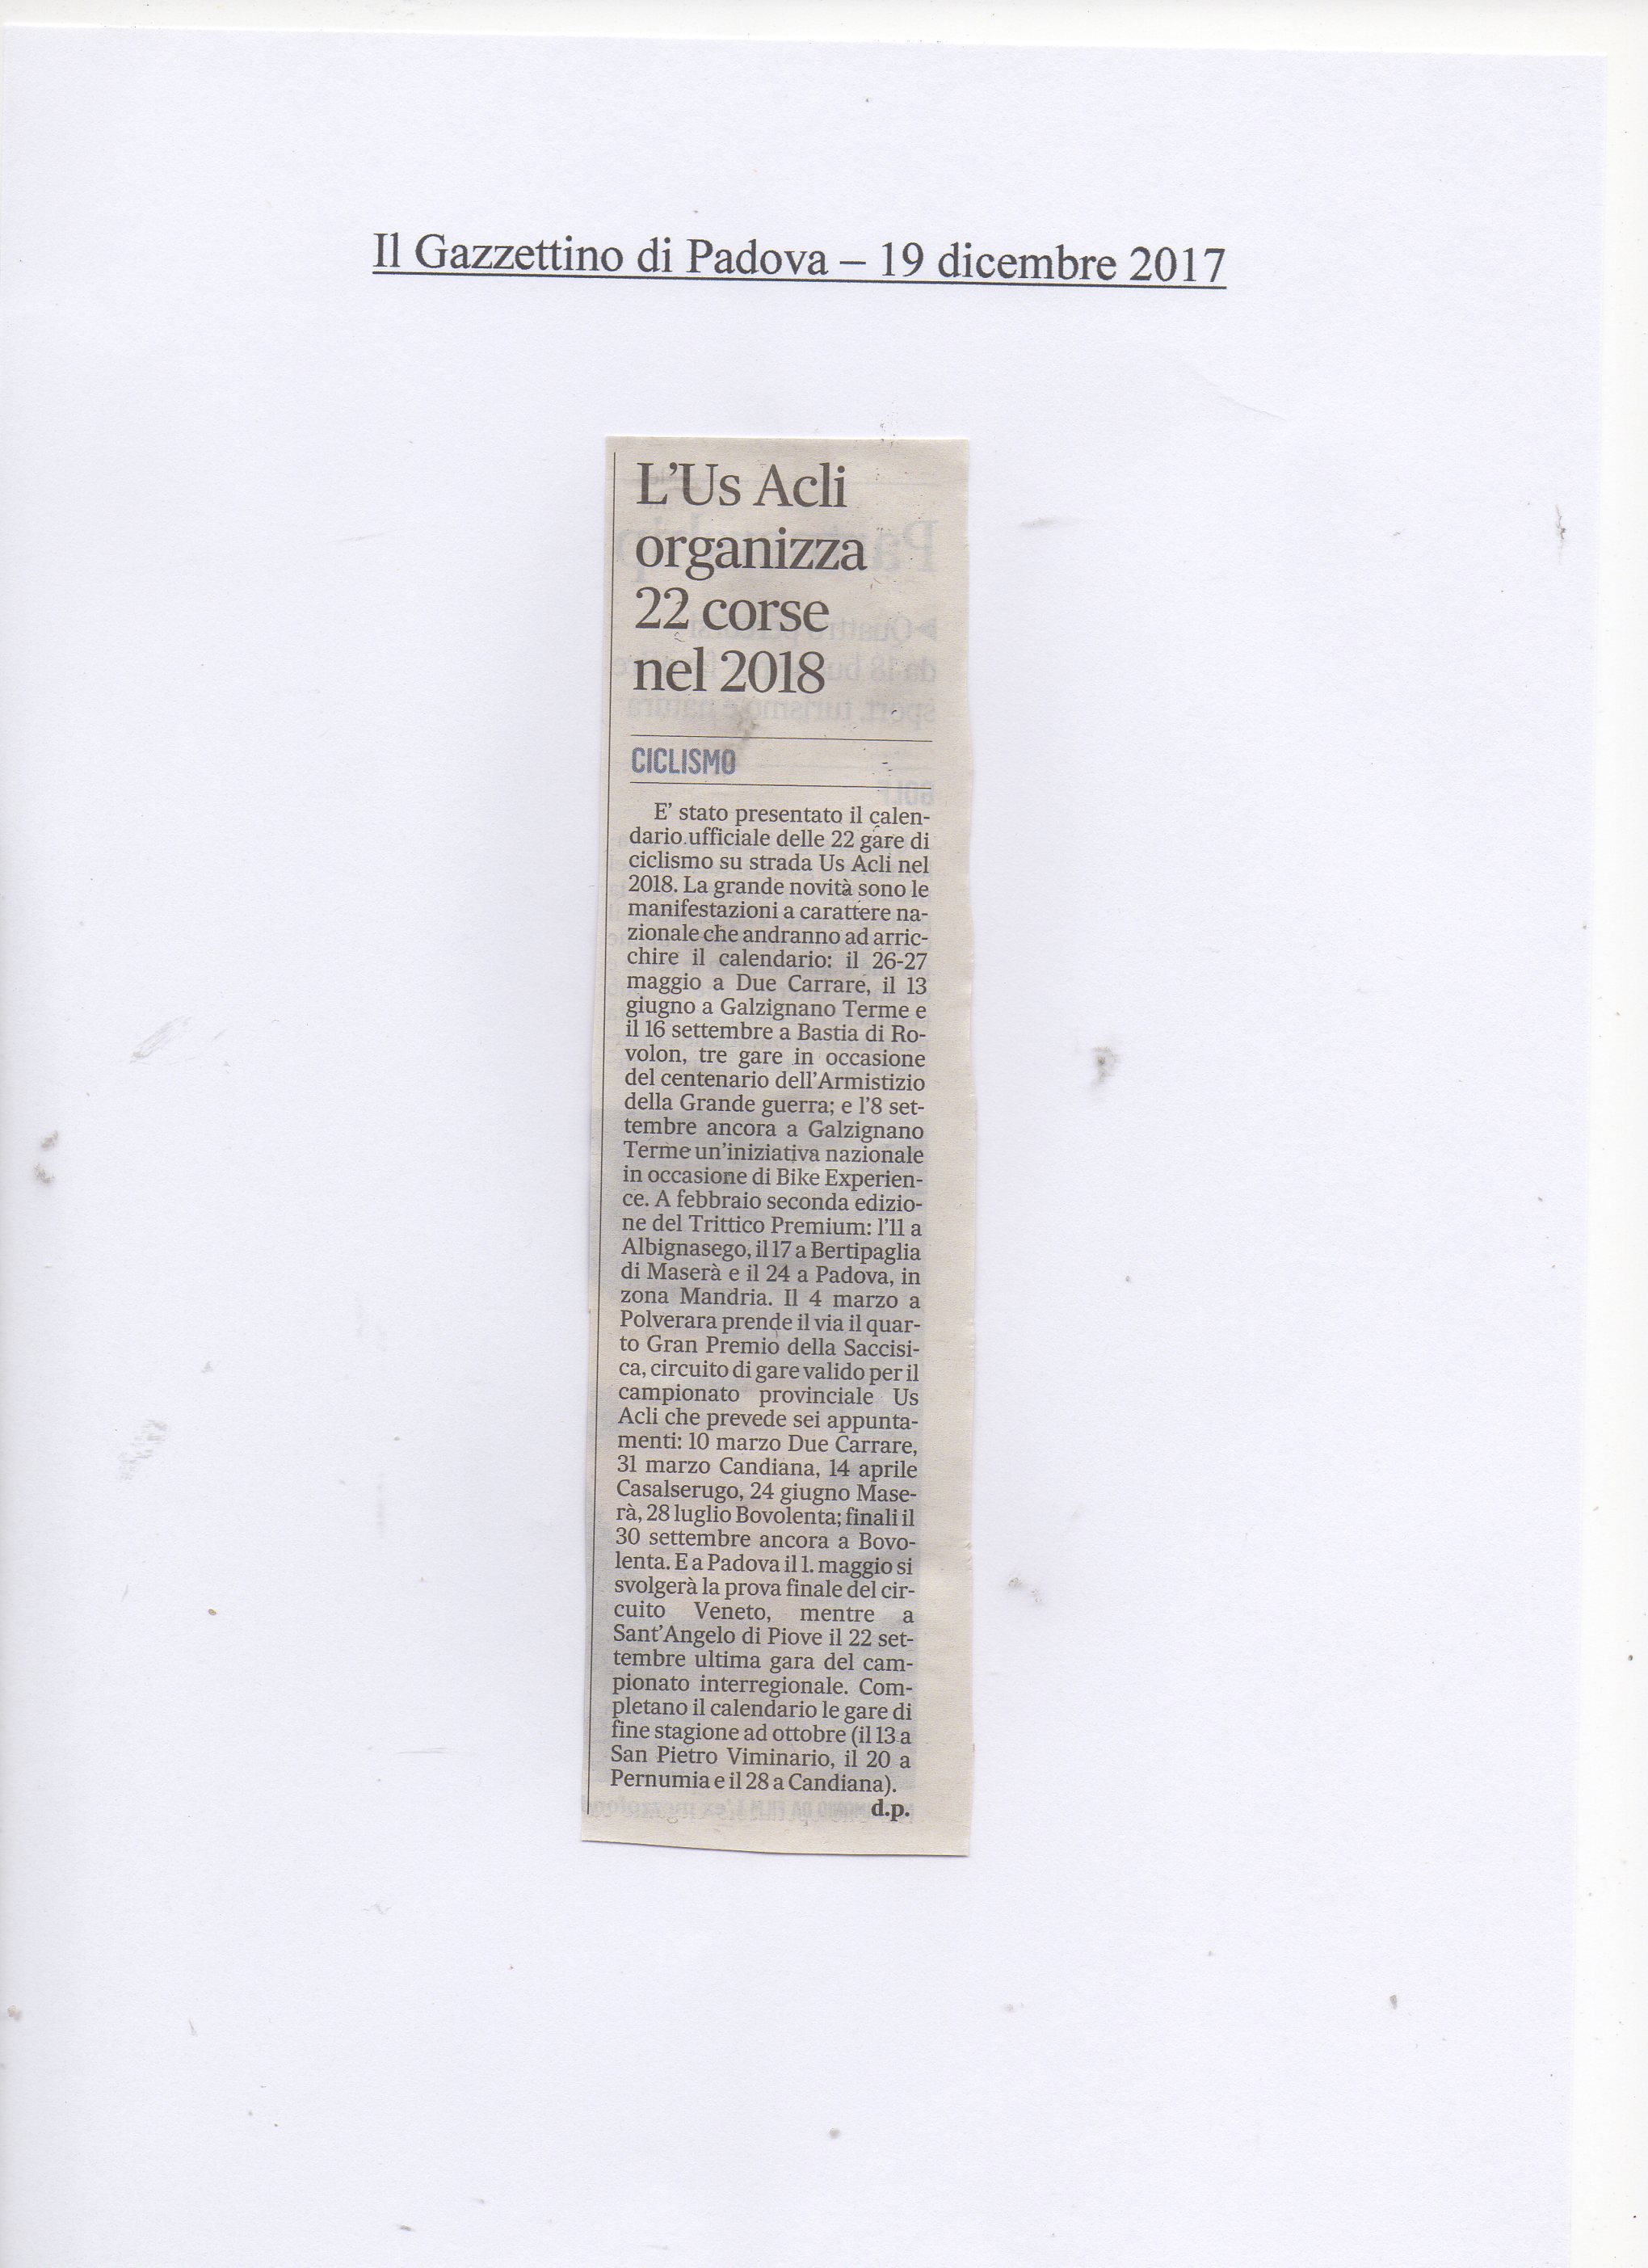 Il Gazzettino di Padova – 19 dicembre 2017
L'Us Acli
organizza
22 corse
nel 2018
CICLISMO
E' stato presentato il calen-
dario ufficiale delle 22 gare di
ciclismo su strada Us Acli nel
2018. La grande novità sono le
manifestazioni a carattere na-
zionale che andranno ad arric-
chire il calendario: il 26-27
maggio a Due Carrare, il 13
giugno a Galzignano Terme e
il 16 settembre a Bastia di Ro-
volon, tre gare in occasione
del centenario dell'Armistizio
della Grande guerra; e l'8 set-
tembre ancora a Galzignano
Terme un'iniziativa nazionale
in occasione di Bike Experien-
ce. A febbraio seconda edizio-
ne del Trittico Premium: l'11 a
Albignasego, il 17 a Bertipaglia
di Maserà e il 24 a Padova, in
zona Mandria. Il 4 marzo a
Polverara prende il via il quar-
to Gran Premio della Saccisi-
ca, circuito di gare valido per il
campionato provinciale Us
Acli che prevede sei appunta-
menti: 10 marzo Due Carrare,
31 marzo Candiana, 14 aprile
Casalserugo, 24 giugno Mase-
rà, 28 luglio Bovolenta; finali il
30 settembre ancora a Bovo-
lenta. E a Padova il 1. maggio si
svolgerà la prova finale del cir-
cuito Veneto, mentre a
Sant'Angelo di Piove il 22 set-
tembre ultima gara del cam-
pionato interregionale. Com-
pletano il calendario le gare di
fine stagione ad ottobre (il 13 a
San Pietro Viminario, il 20 a
Pernumia e il 28 a Candiana).
d.p.